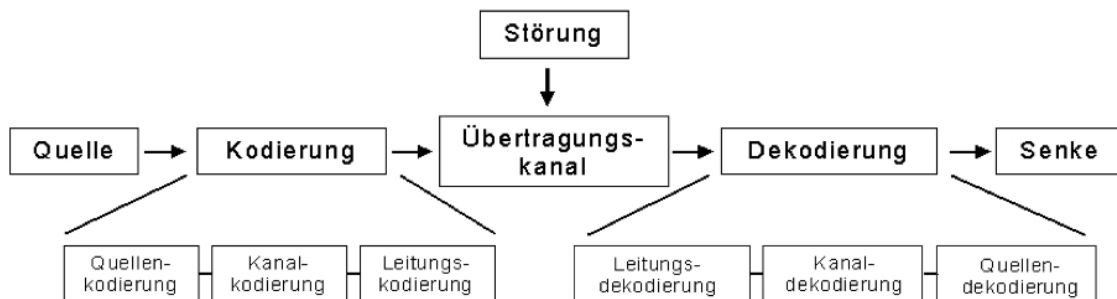 Störung
Quelle
Kodierung
Übertragungs-
kanal
Dekodierung
Senke
Quellen-
kodierung
Kanal-
kodierung
Leitungs-
kodierung
Leitungs-
dekodierung
Kanal-
dekodierung
Quellen-
dekodierung